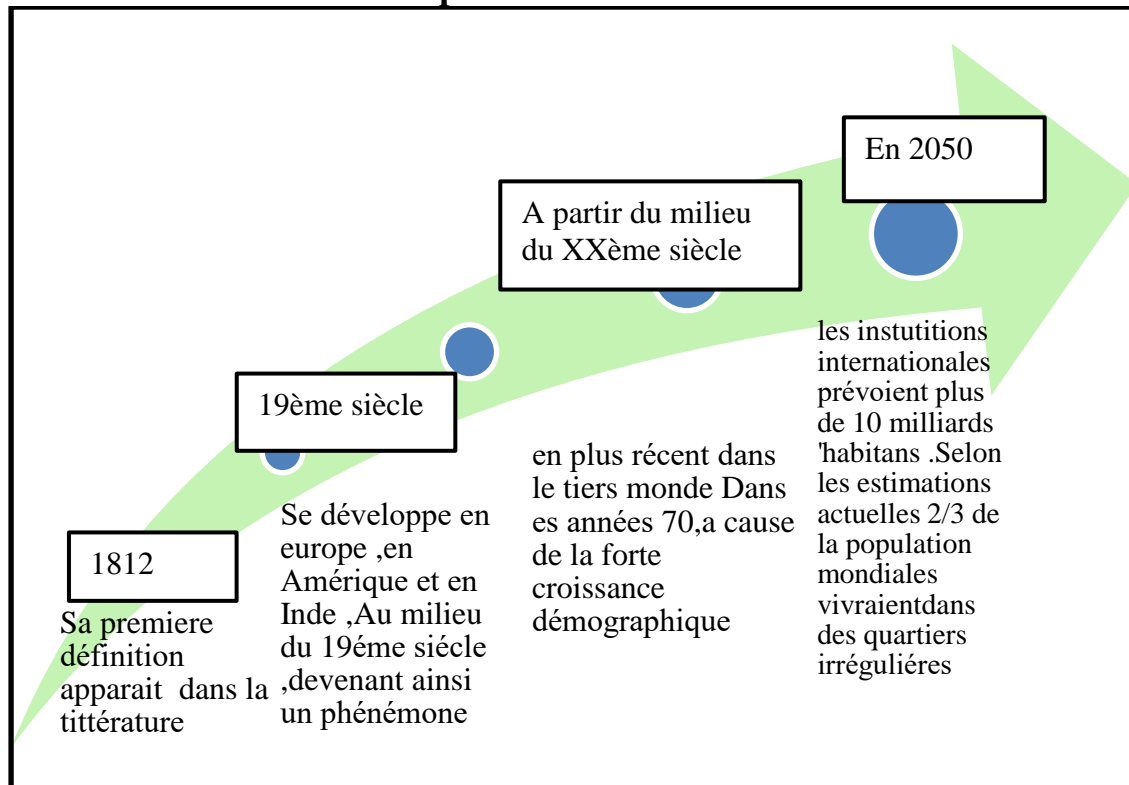 1812
Sa premiere
définition
apparait dans la
tittérature
19ème siècle
Se développe en
europe ,en
Amérique et en
Inde ,Au milieu
du 19éme siécle
,devenant ainsi
un phénémone
A partir du milieu
du XXème siècle
en plus récent dans
le tiers monde Dans
es années 70,a cause
de la forte
croissance
démographique
En 2050
les instutitions
internationales
prévoient plus
de 10 milliards
'habitans .Selon
les estimations
actuelles 2/3 de
la population
mondiales
vivraientdans
des quartiers
irréguliéres